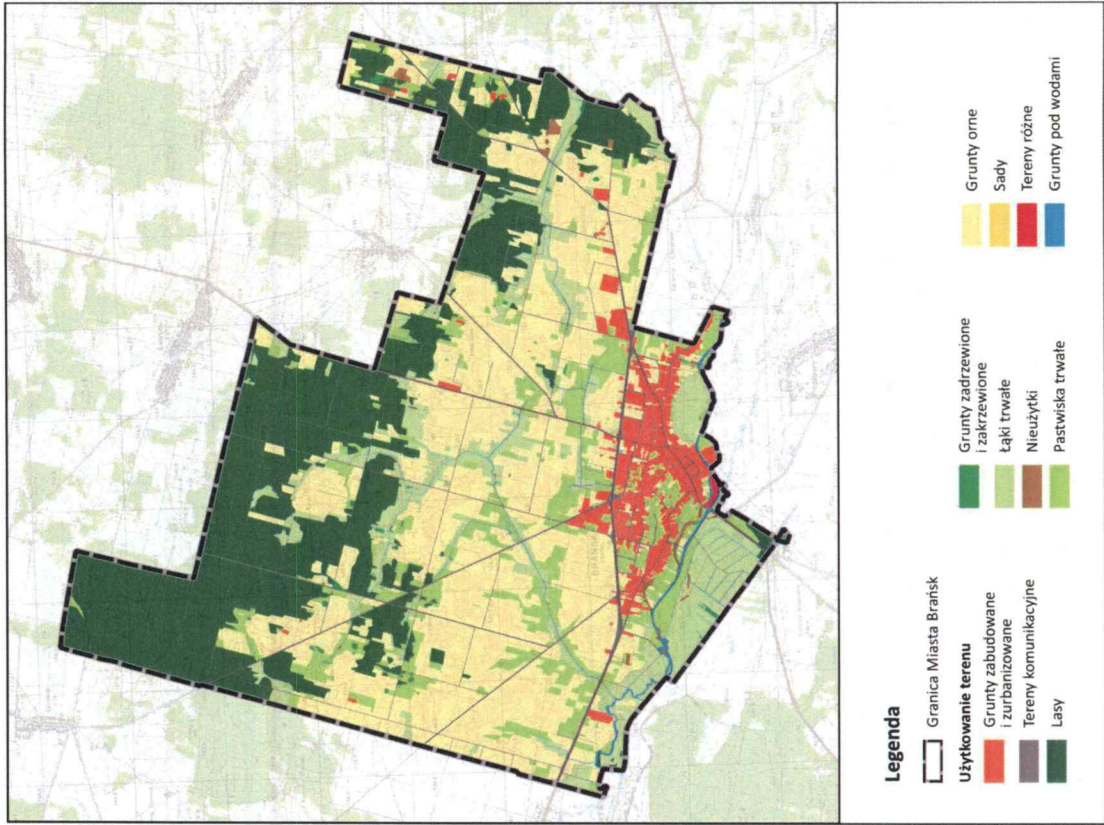 BRAŃSK
Legenda
Granica Miasta Brańsk
Użytkowanie terenu
Grunty zabudowane
i zurbanizowane
Tereny komunikacyjne
Lasy
Grunty zadrzewione
i zakrzewione
Łąki trwałe
Nieużytki
Pastwiska trwałe
Grunty orne
Sady
Tereny różne
Grunty pod wodami